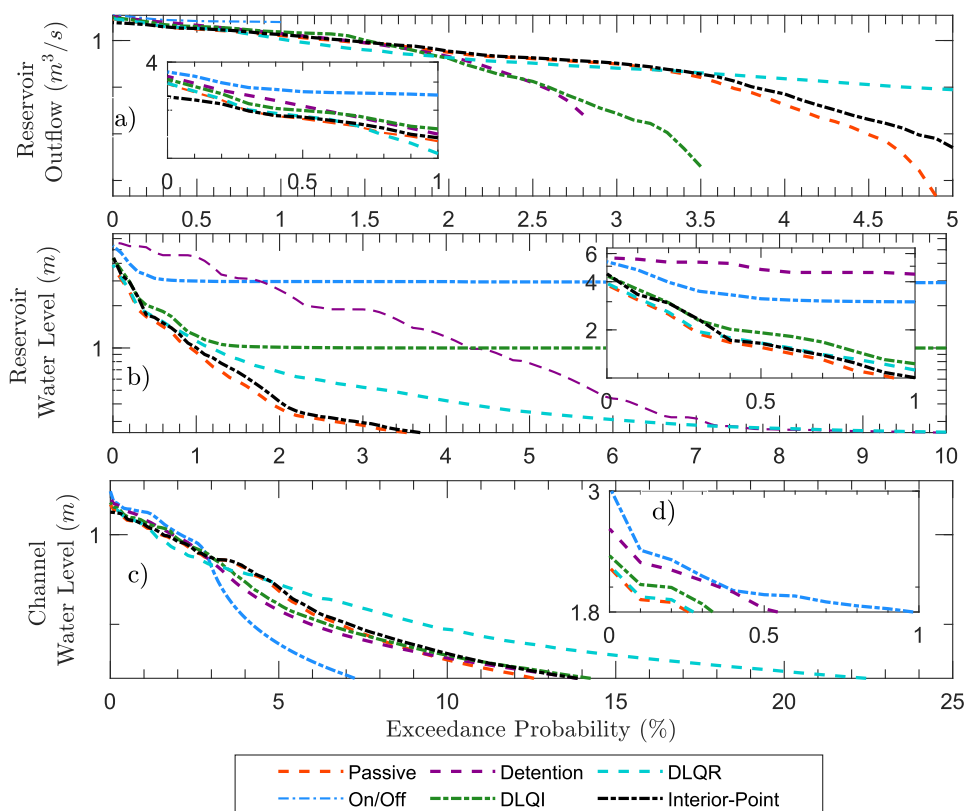 Reservoir
Outflow (m³/s)
1
a)
4
0 0.5 1
0 0.5 1 1.5 2 2.5 3 3.5 4 4.5 5
Reservoir
Water Level (m)
1
b)
6
4
2
0 0.5 1
0 1 2 3 4 5 6 7 8 9 10
Channel
Water Level (m)
1
c)
d)
3
1.8
0 0.5 1
0 5 10 15 20 25
Exceedance Probability (%)
Passive Detention DLQR
On/Off DLQI Interior-Point